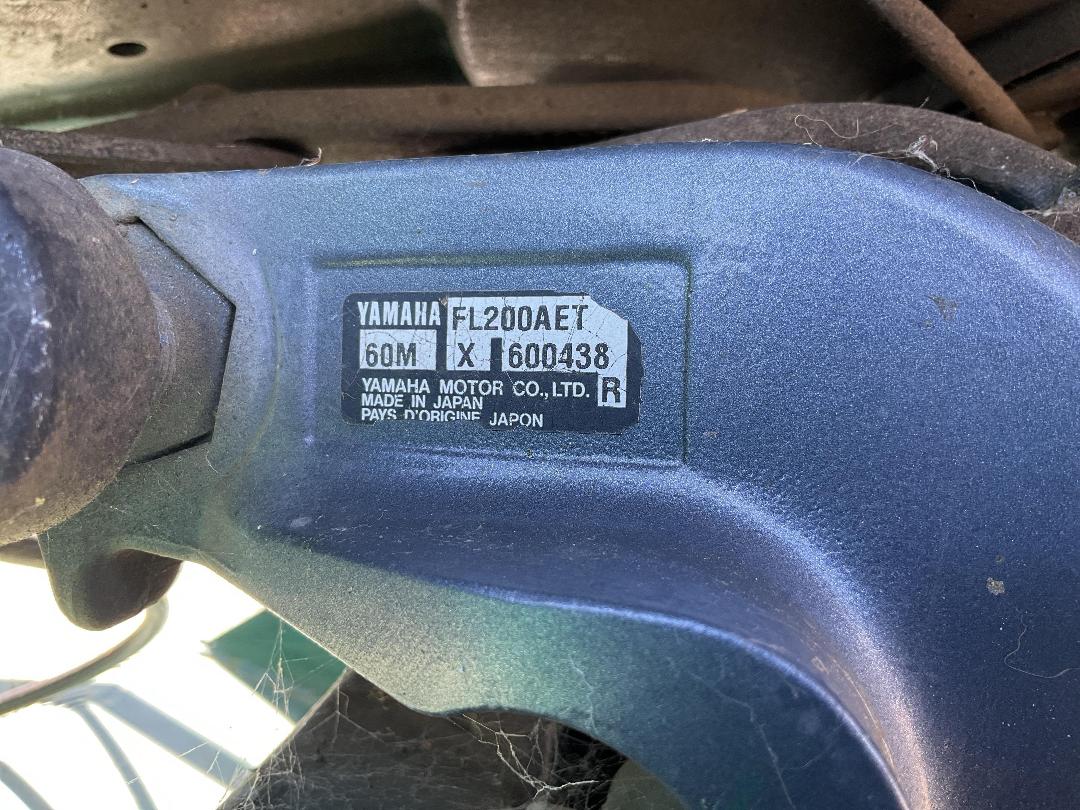 YAMAHA FL200AET
60M X 600438
YAMAHA MOTOR CO., LTD. R
MADE IN JAPAN
PAYS D'ORIGINE JAPON